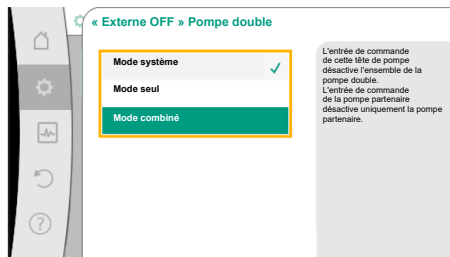 « Externe OFF » Pompe double
Mode système
Mode seul
Mode combiné
L'entrée de commande
de cette tête de pompe
désactive l'ensemble de la
pompe double.
L'entrée de commande
de la pompe partenaire
désactive uniquement la pompe
partenaire.